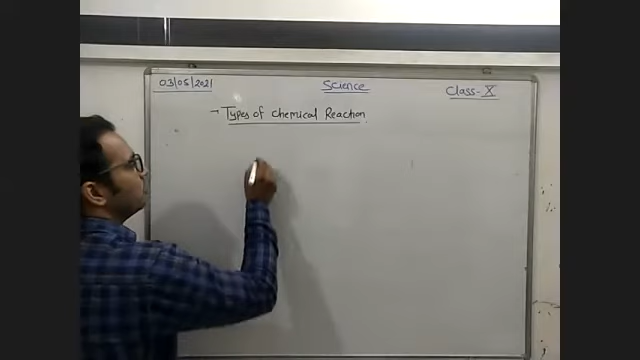 03/05/2021 Science Class-X
→ Types of Chemical Reaction